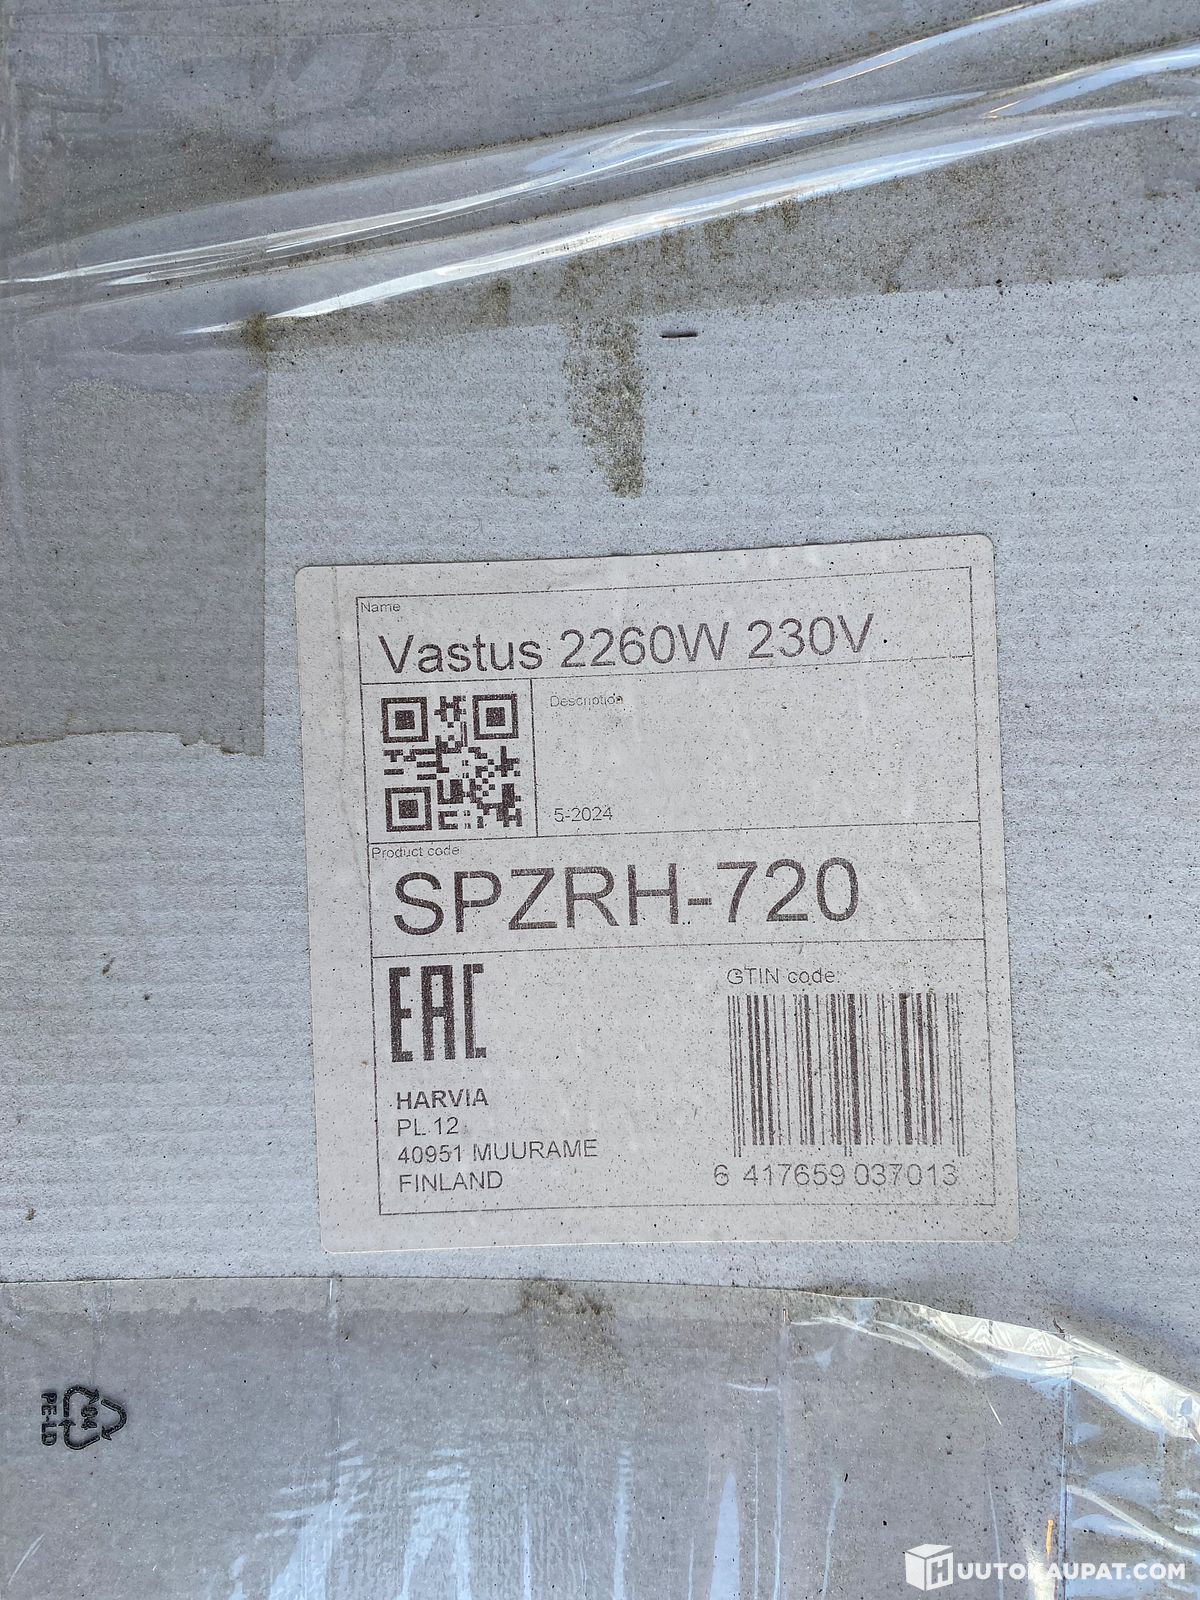 Name
Vastus 2260W 230V
Description
5-2024
Product code
SPZRH-720
EAC
GTIN code:
HARVIA
PL 12
40951 MUURAME
FINLAND
6 417659 037013
04
PE-LD
HUUTOKAUPAT.COM